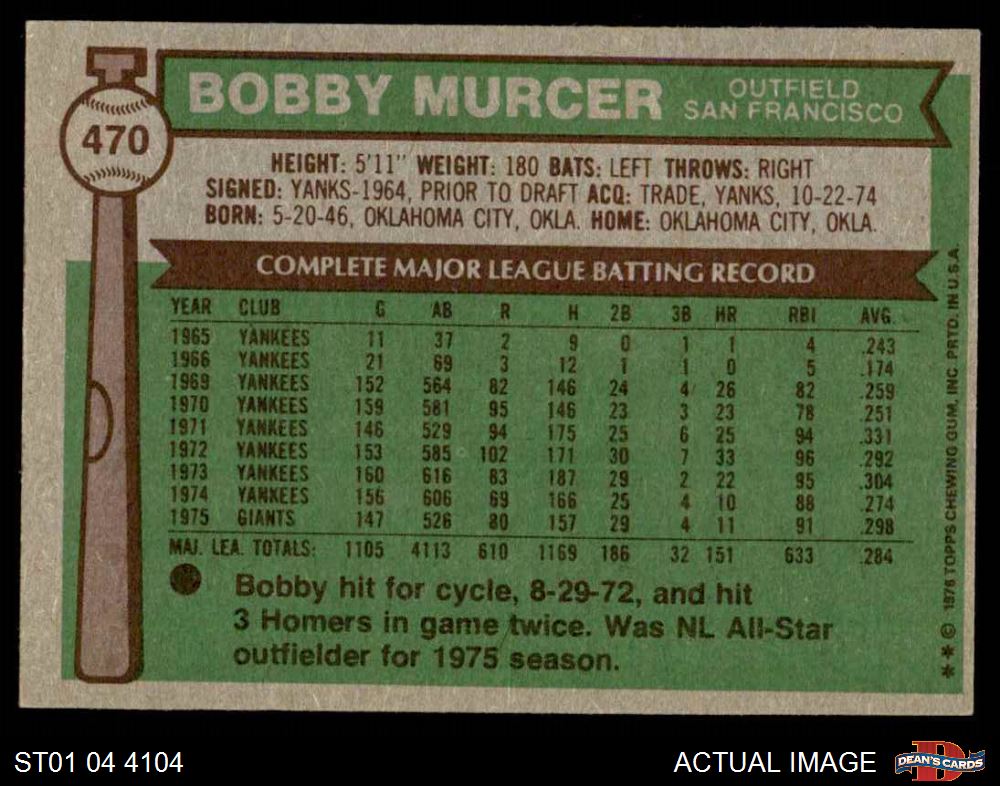 470
BOBBY MURCER OUTFIELD SAN FRANCISCO
HEIGHT: 5'11" WEIGHT: 180 BATS: LEFT THROWS: RIGHT
SIGNED: YANKS-1964, PRIOR TO DRAFT ACQ: TRADE, YANKS, 10-22-74
BORN: 5-20-46, OKLAHOMA CITY, OKLA. HOME: OKLAHOMA CITY, OKLA.
COMPLETE MAJOR LEAGUE BATTING RECORD
YEAR CLUB G AB R H 2B 3B HR RBI AVG.
1965 YANKEES 11 37 2 9 0 1 1 4 .243
1966 YANKEES 21 69 3 12 1 1 0 5 .174
1969 YANKEES 152 564 82 146 24 4 26 82 .259
1970 YANKEES 159 581 95 146 23 3 23 78 .251
1971 YANKEES 146 529 94 175 25 6 25 94 .331
1972 YANKEES 153 585 102 171 30 7 33 96 .292
1973 YANKEES 160 616 83 187 29 2 22 95 .304
1974 YANKEES 156 606 69 166 25 4 10 88 .274
1975 GIANTS 147 526 80 157 29 4 11 91 .298
MAJ. LEA. TOTALS: 1105 4113 610 1169 186 32 151 633 .284
Bobby hit for cycle, 8-29-72, and hit
3 Homers in game twice. Was NL All-Star
outfielder for 1975 season.
** © 1976 TOPPS CHEWING GUM, INC PRTD. IN U.S.A.
ST01 04 4104
ACTUAL IMAGE
D
DEAN'S CARDS